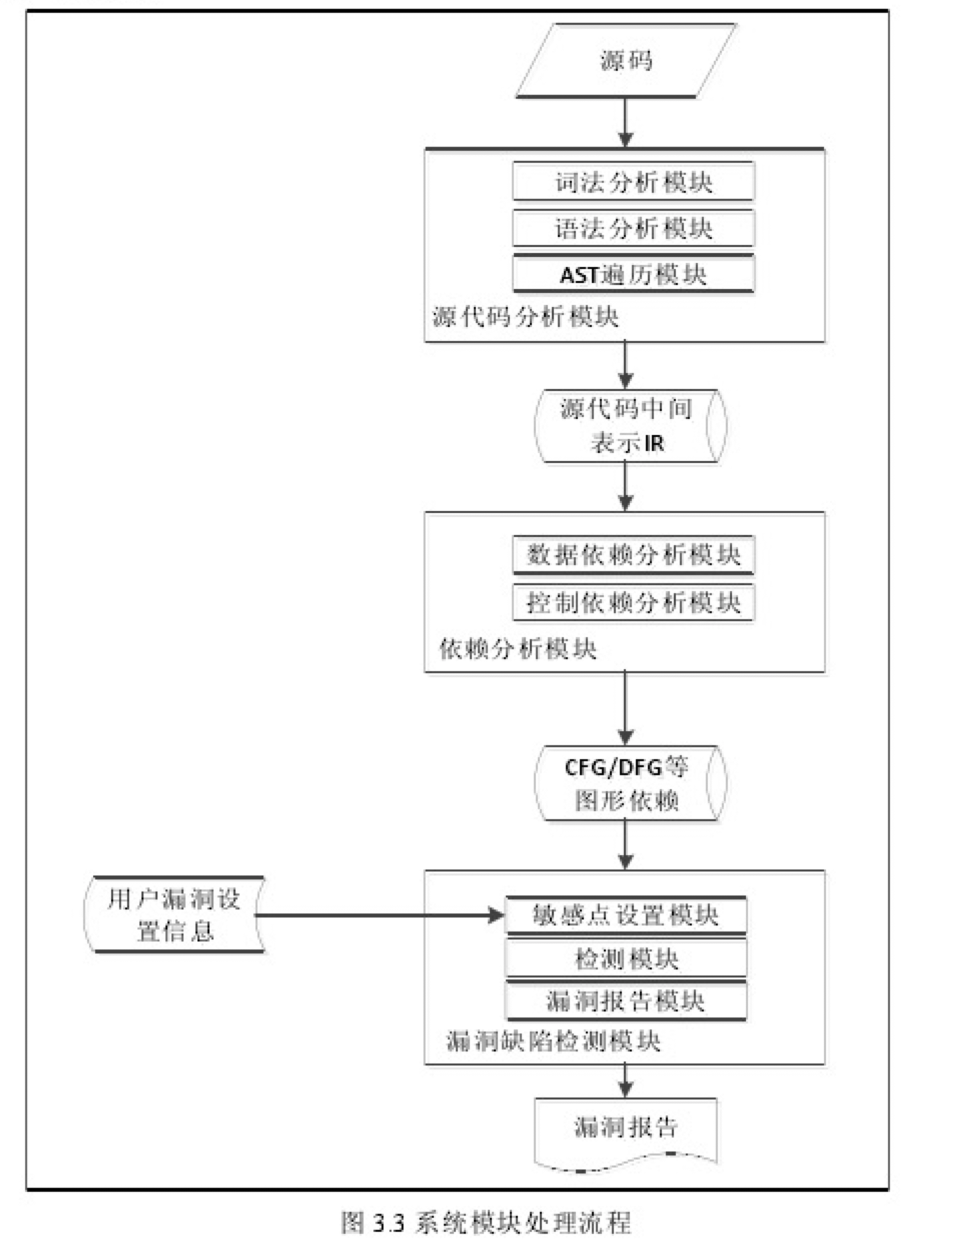 源码
词法分析模块
语法分析模块
AST遍历模块
源代码分析模块
源代码中间
表示IR
数据依赖分析模块
控制依赖分析模块
依赖分析模块
CFG/DFG等
图形依赖
用户漏洞设
置信息
敏感点设置模块
检测模块
漏洞报告模块
漏洞缺陷检测模块
漏洞报告
图 3.3 系统模块处理流程